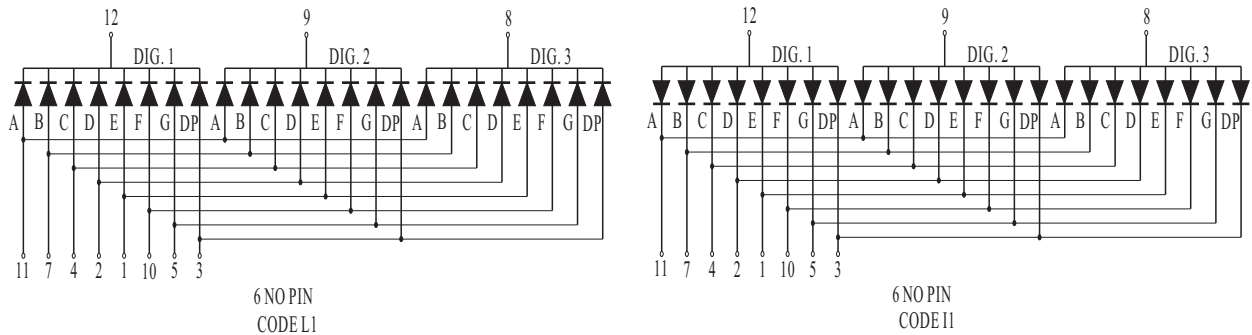 12 9 8
DIG. 1 DIG. 2 DIG. 3
A B C D E F G DP A B C D E F G DP A B C D E F G DP
11 7 4 2 1 10 5 3
6 NO PIN
CODE L1
12 9 8
DIG. 1 DIG. 2 DIG. 3
A B C D E F G DP A B C D E F G DP A B C D E F G DP
11 7 4 2 1 10 5 3
6 NO PIN
CODE I1